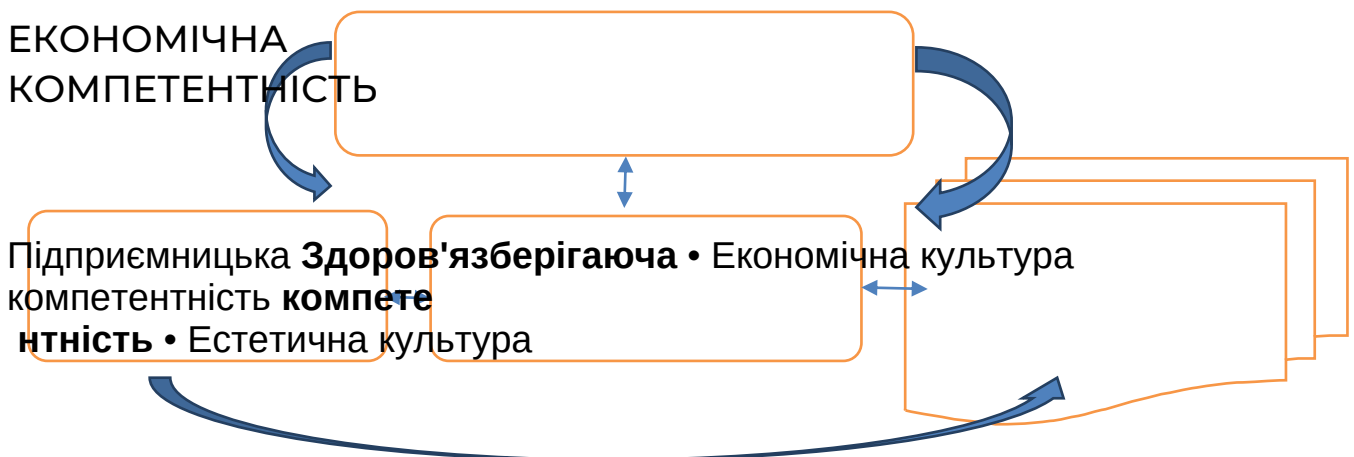 ЕКОНОМІЧНА
КОМПЕТЕНТНІСТЬ
Підприємницька Здоров'язберігаюча • Економічна культура
компетентність компете
нтність • Естетична культура